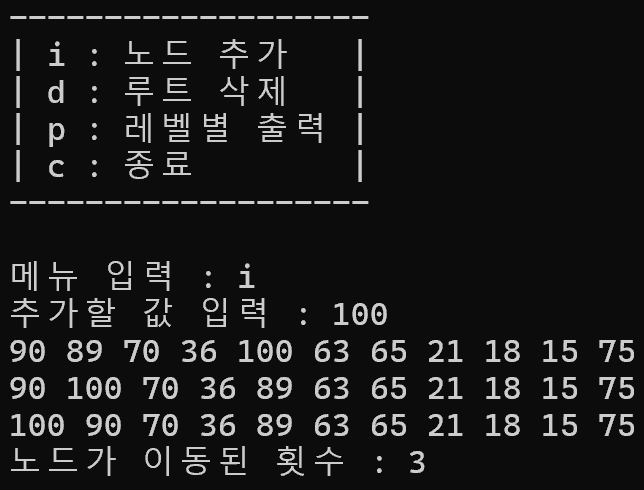 -------------------
| i : 노드 추가   |
| d : 루트 삭제   |
| p : 레벨별 출력 |
| c : 종료        |
-------------------
메뉴 입력 : i
추가할 값 입력 : 100
90 89 70 36 100 63 65 21 18 15 75
90 100 70 36 89 63 65 21 18 15 75
100 90 70 36 89 63 65 21 18 15 75
노드가 이동된 횟수 : 3